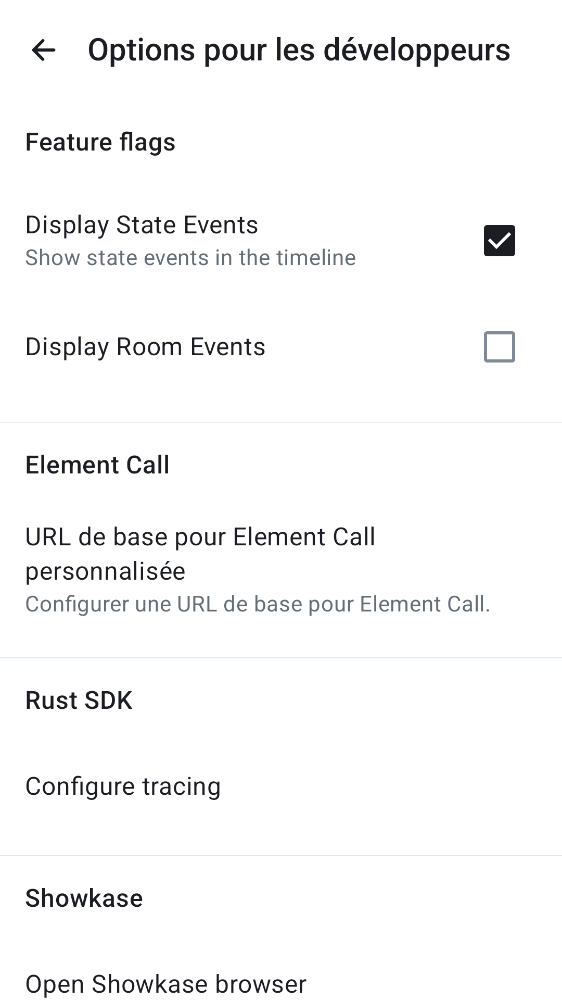 Options pour les développeurs
Feature flags
Display State Events
Show state events in the timeline
Display Room Events
Element Call
URL de base pour Element Call
personnalisée
Configurer une URL de base pour Element Call.
Rust SDK
Configure tracing
Showkase
Open Showkase browser